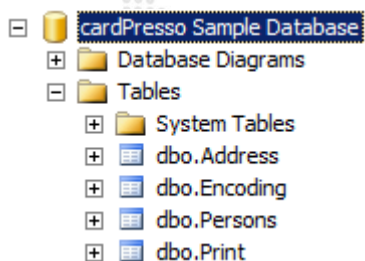 cardPresso Sample Database
Database Diagrams
Tables
System Tables
dbo.Address
dbo.Encoding
dbo.Persons
dbo.Print